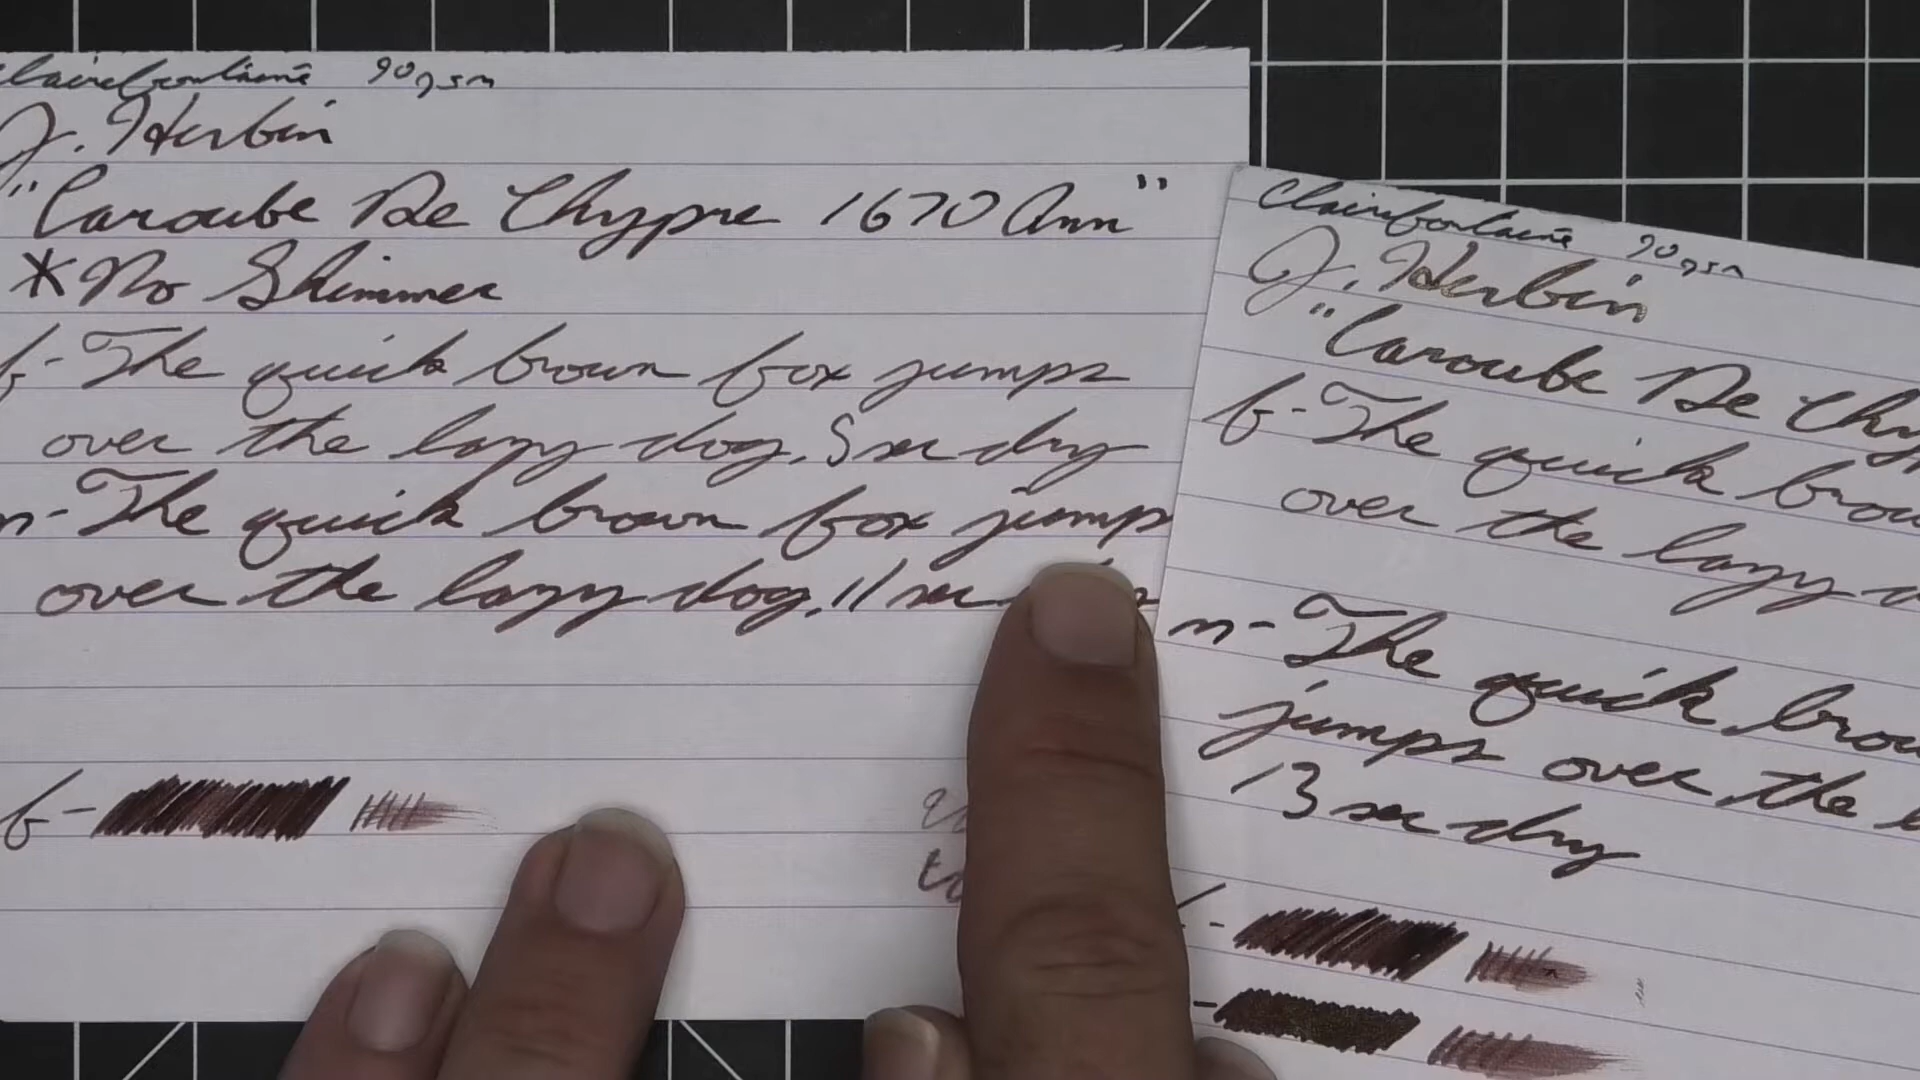 Clairefontaine 90gsm
J. Herbin
"Caroube De Chypre 1670 Ann"
*No Shimmer
f- The quick brown fox jumps
over the lazy dog. 5 sec dry
m- The quick brown fox jump
over the lazy dog. 11 sec
f-
Clairefontaine 90gsm
J. Herbin
"Caroube De Chy
f- The quick brow
over the lazy d
m- The quick brow
jumps over the
13 sec dry